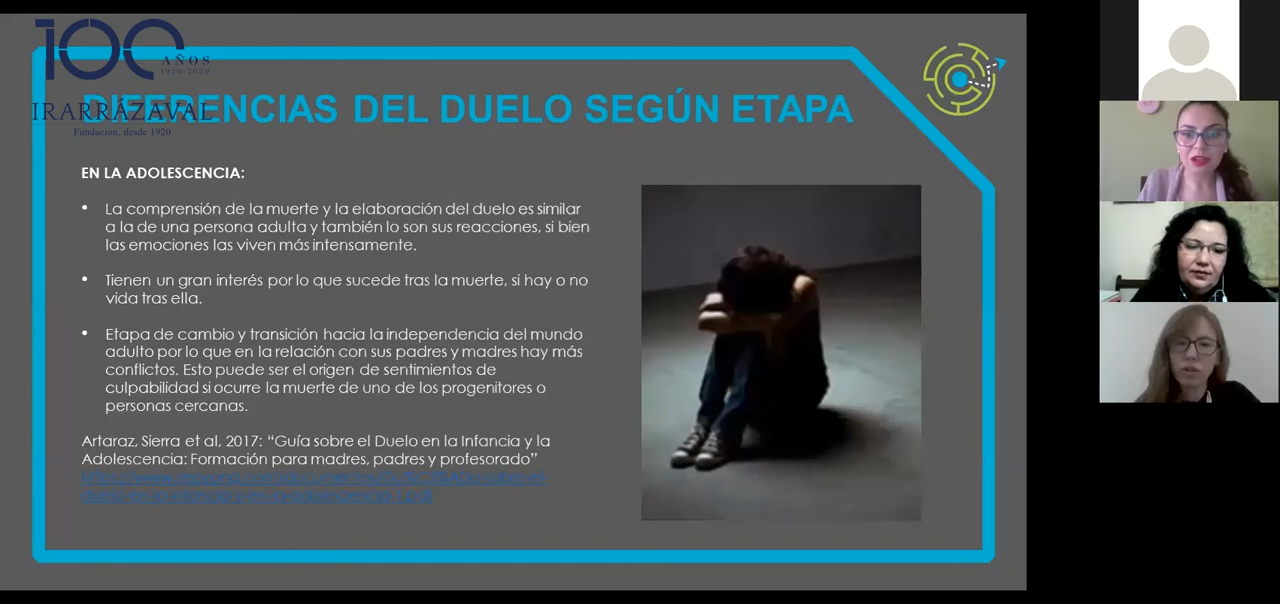 100
AÑOS
1920-2020
IRARRÁZAVAL
Fundación, desde 1920
DIFERENCIAS DEL DUELO SEGÚN ETAPA
EN LA ADOLESCENCIA:
• La comprensión de la muerte y la elaboración del duelo es similar
a la de una persona adulta y también lo son sus reacciones, si bien
las emociones las viven más intensamente.
• Tienen un gran interés por lo que sucede tras la muerte, si hay o no
vida tras ella.
• Etapa de cambio y transición hacia la independencia del mundo
adulto por lo que en la relación con sus padres y madres hay más
conflictos. Esto puede ser el origen de sentimientos de
culpabilidad si ocurre la muerte de uno de los progenitores o
personas cercanas.
Artaraz, Sierra et al, 2017: “Guía sobre el Duelo en la Infancia y la
Adolescencia: Formación para madres, padres y profesorado”